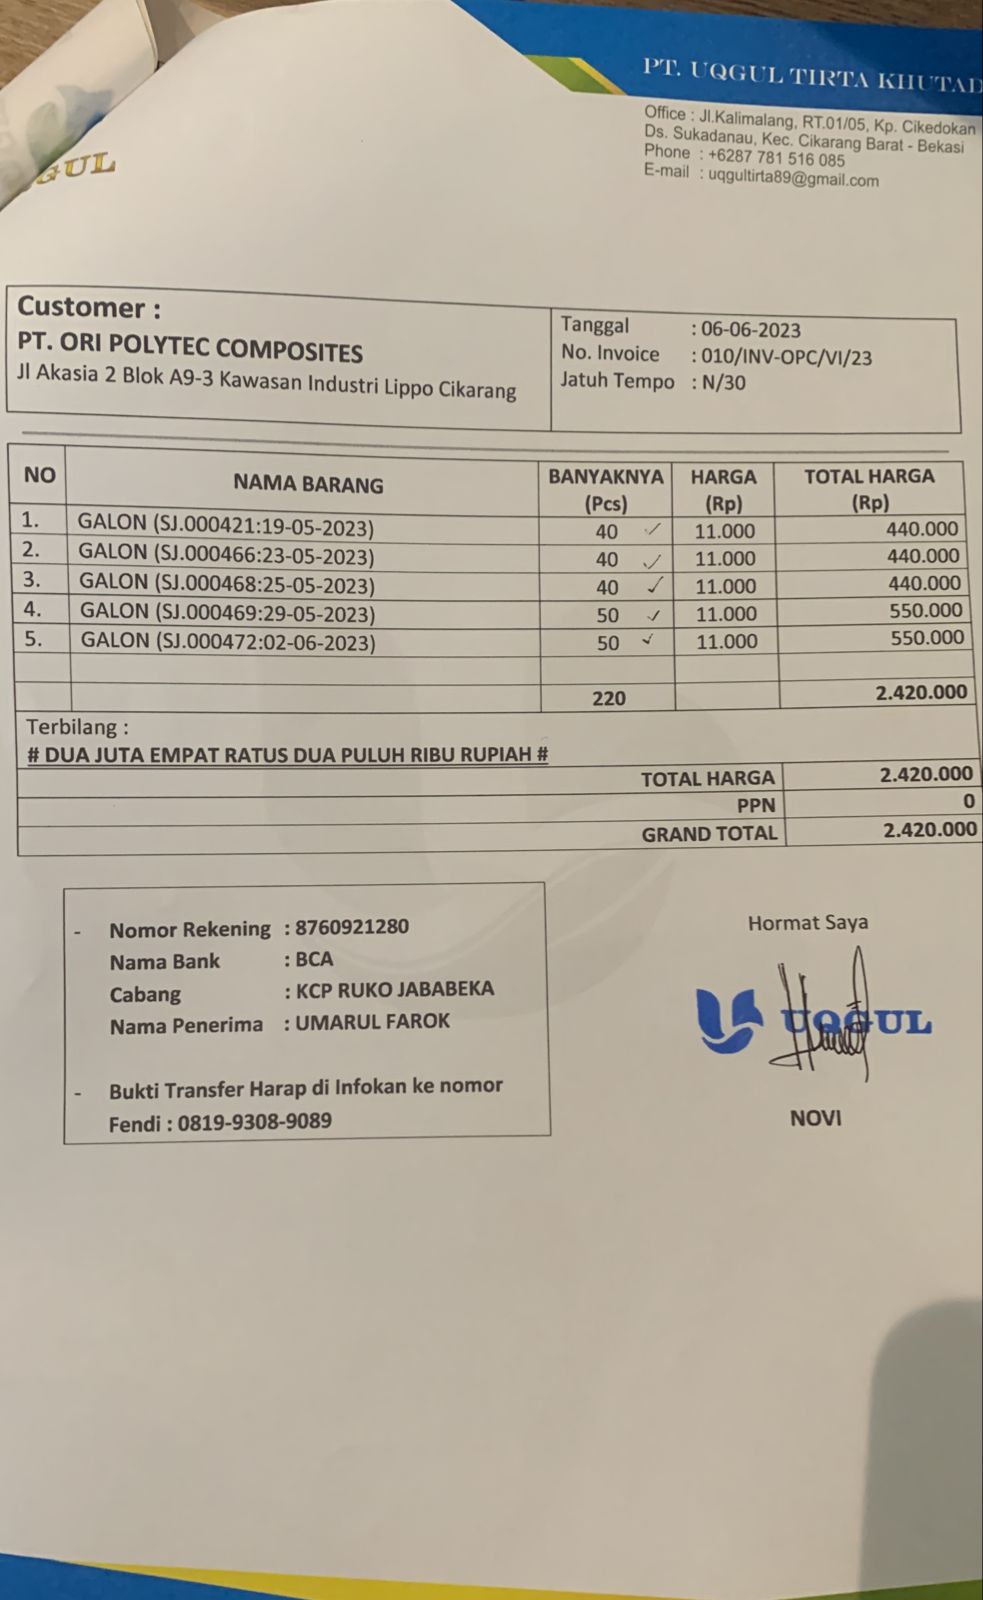 PT. UQGUL TIRTA
Office : Jl.Kalimalang, RT.01/05, Kp. Cikedokan
Ds. Sukadanau, Kec. Cikarang Barat - Bekasi
Phone : +6287 781 516 085
E-mail : uqgultirta89@gmail.com
Customer :
PT. ORI POLYTEC COMPOSITES
Jl Akasia 2 Blok A9-3 Kawasan Industri Lippo Cikarang
Tanggal : 06-06-2023
No. Invoice : 010/INV-OPC/VI/23
Jatuh Tempo : N/30
NO NAMA BARANG BANYAKNYA (Pcs) HARGA (Rp) TOTAL HARGA (Rp)
1. GALON (SJ.000421:19-05-2023) 40 11.000 440.000
2. GALON (SJ.000466:23-05-2023) 40 11.000 440.000
3. GALON (SJ.000468:25-05-2023) 40 11.000 440.000
4. GALON (SJ.000469:29-05-2023) 50 11.000 550.000
5. GALON (SJ.000472:02-06-2023) 50 11.000 550.000
220 2.420.000
Terbilang :
# DUA JUTA EMPAT RATUS DUA PULUH RIBU RUPIAH #
TOTAL HARGA 2.420.000
PPN 0
GRAND TOTAL 2.420.000
- Nomor Rekening : 8760921280
Nama Bank : BCA
Cabang : KCP RUKO JABABEKA
Nama Penerima : UMARUL FAROK
- Bukti Transfer Harap di Infokan ke nomor
Fendi : 0819-9308-9089
Hormat Saya
UQGUL
NOVI